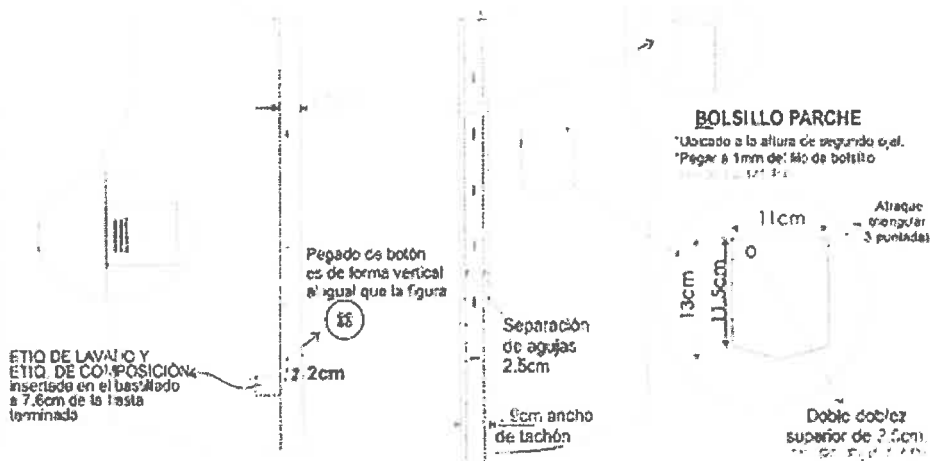 BOLSILLO PARCHE
*Ubicado a la altura de segundo ojal.
*Pegar a 1mm del filo de bolsillo
11cm
Atraque
triangular
3 puntadas
13cm
11.5cm
Pegado de botón
es de forma vertical
al igual que la figura
Separación
de agujas
2.5cm
ETIQ DE LAVADO Y
ETIQ. DE COMPOSICIÓN
insertada en el bastillado
a 7.6cm de la basta
terminada
2cm
ancho
de tachón
Doble doblez
superior de